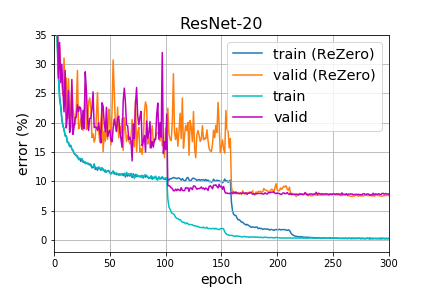 ResNet-20
error (%)
35
30
25
20
15
10
5
0
train (ReZero)
valid (ReZero)
train
valid
0 50 100 150 200 250 300
epoch